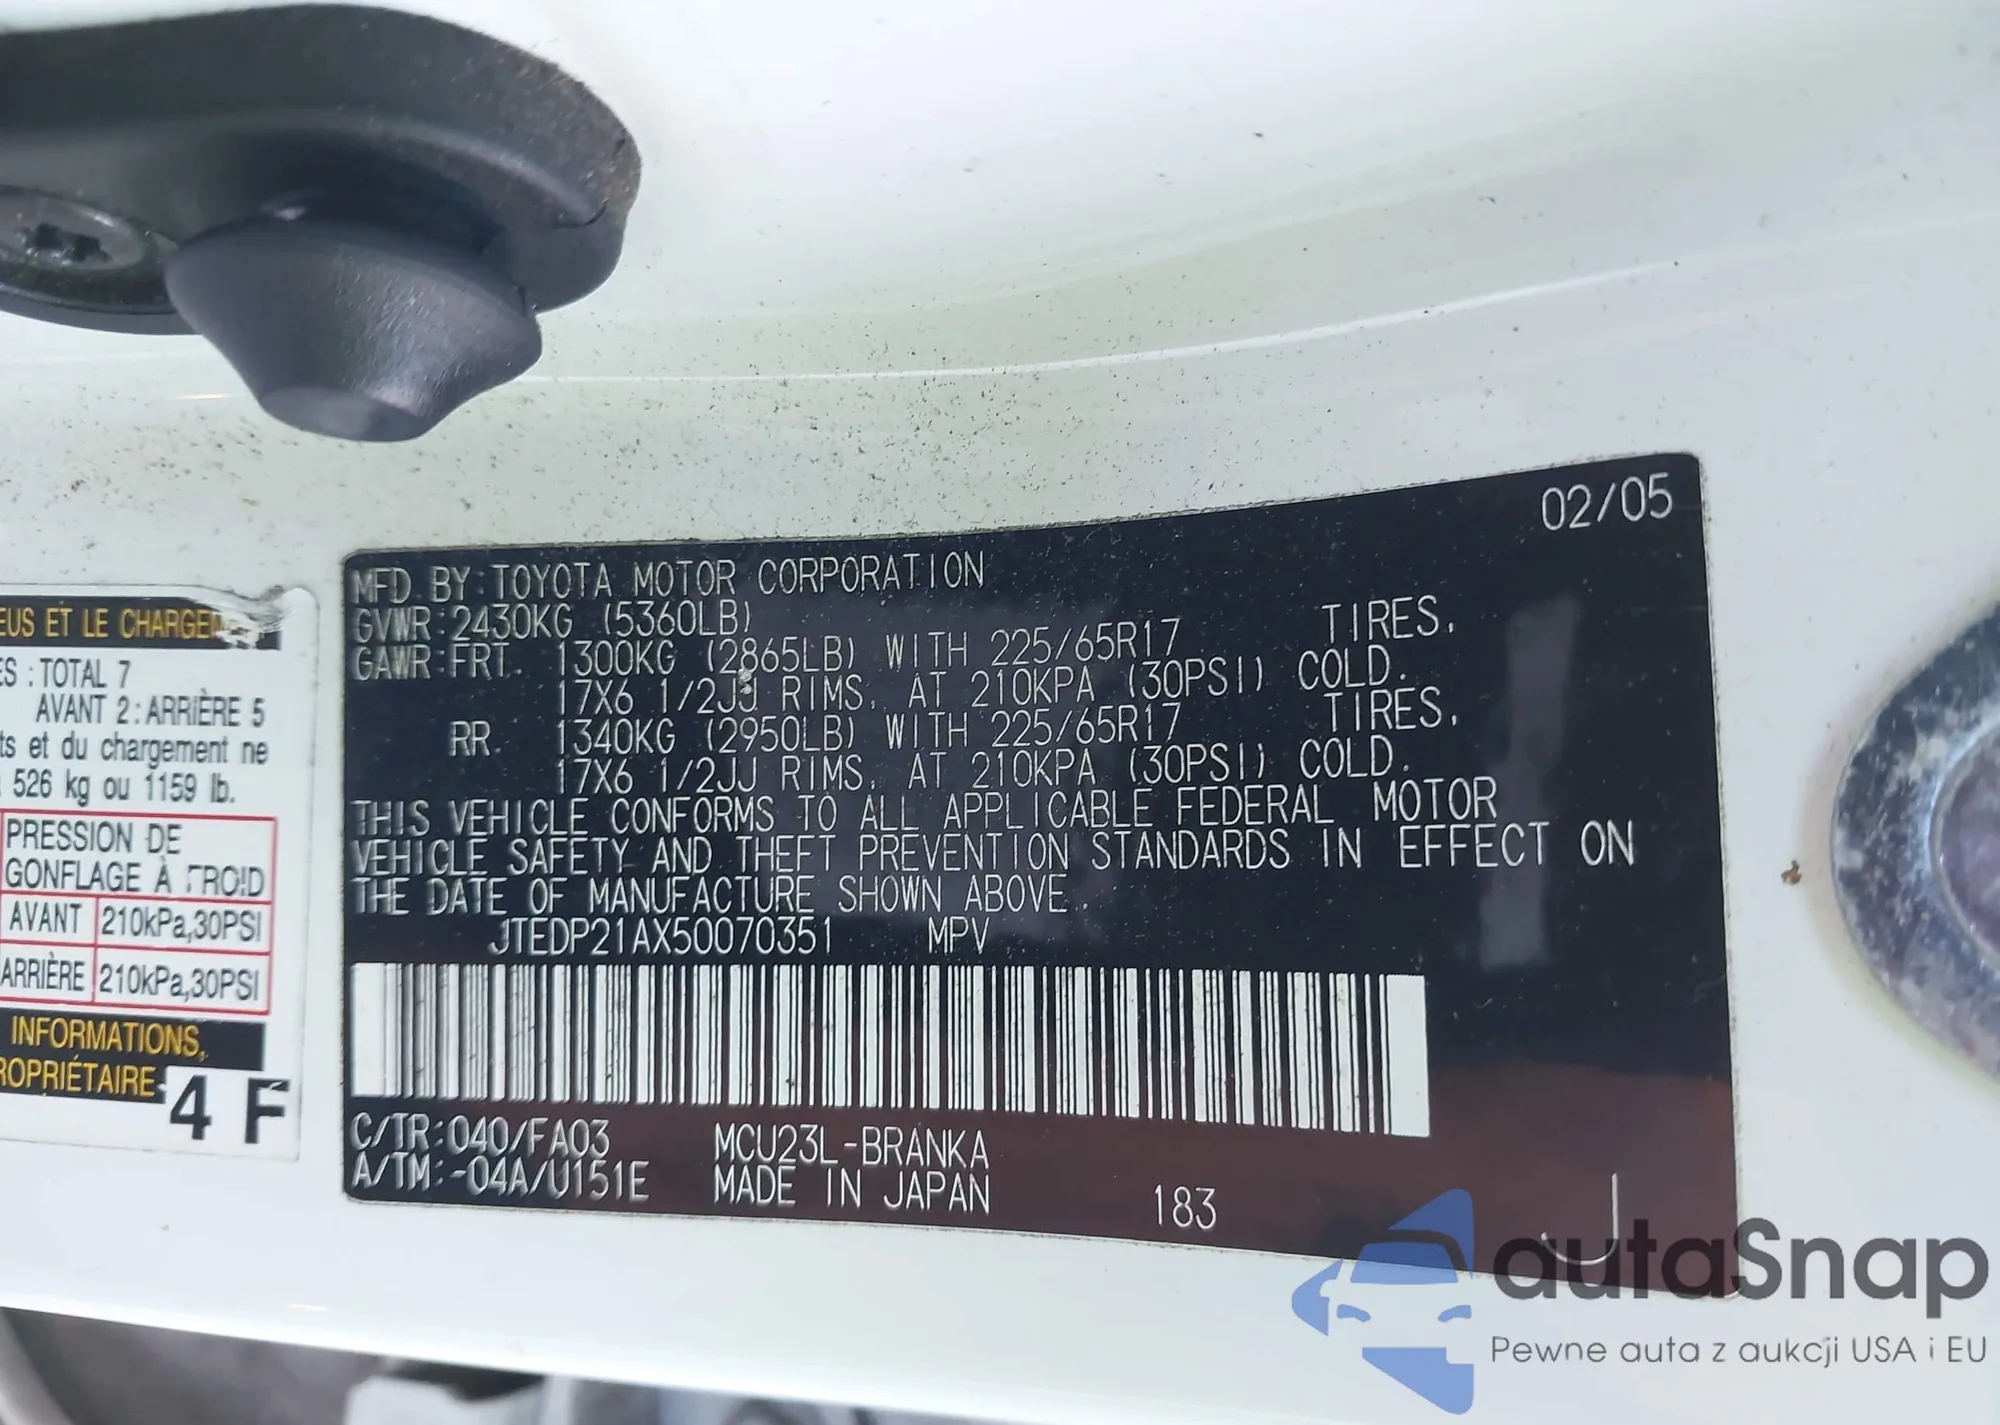 02/05
MFD BY:TOYOTA MOTOR CORPORATION
GVWR:2430KG (5360LB)
GAWR:FRT. 1300KG (2865LB) WITH 225/65R17 TIRES,
17X6 1/2JJ RIMS, AT 210KPA (30PSI) COLD.
RR. 1340KG (2950LB) WITH 225/65R17 TIRES,
17X6 1/2JJ RIMS, AT 210KPA (30PSI) COLD.
THIS VEHICLE CONFORMS TO ALL APPLICABLE FEDERAL MOTOR
VEHICLE SAFETY AND THEFT PREVENTION STANDARDS IN EFFECT ON
THE DATE OF MANUFACTURE SHOWN ABOVE.
JTEDP21AX50070351 MPV
C/TR:040/FA03 MCU23L-BRANKA
A/TM:-04A/U151E MADE IN JAPAN
183
J
ET LE
: TOTAL 7
AVANT 2 : ARRIÈRE 5
et du chargement ne
526 kg ou 1159 lb.
PRESSION DE
GONFLAGE À FROID
AVANT 210kPa,30PSI
ARRIÈRE 210kPa,30PSI
INFORMATIONS,
4 F
autaSnap
Pewne auta z aukcji USA i EU